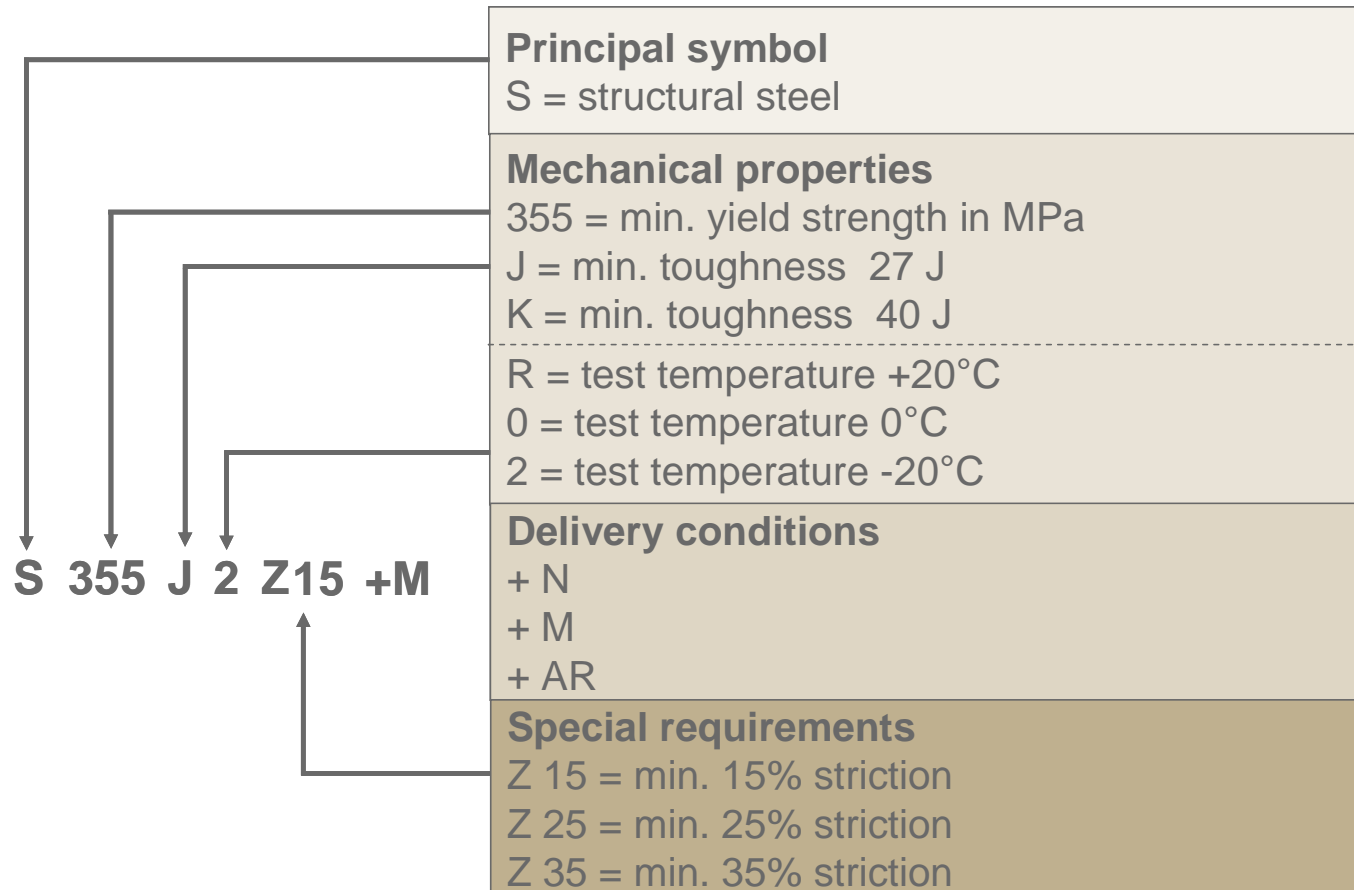 Principal symbol
S = structural steel
Mechanical properties
355 = min. yield strength in MPa
J = min. toughness 27 J
K = min. toughness 40 J
R = test temperature +20°C
0 = test temperature 0°C
2 = test temperature -20°C
Delivery conditions
+ N
+ M
+ AR
Special requirements
Z 15 = min. 15% striction
Z 25 = min. 25% striction
Z 35 = min. 35% striction
S 355 J 2 Z15 +M